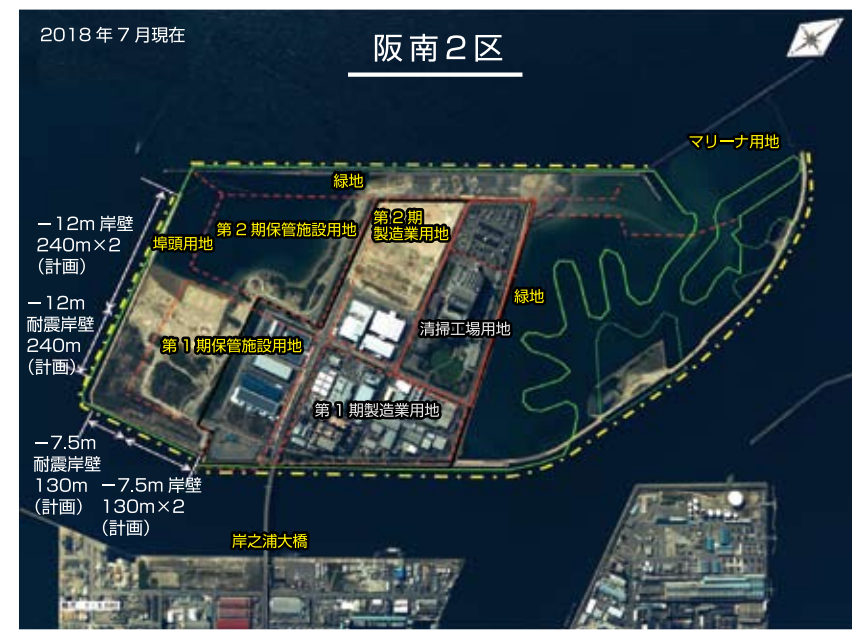 2018年7月現在
阪南2区
マリーナ用地
緑地
−12m 岸壁
240m×2
(計画)
埠頭用地
第2期保管施設用地
第2期
製造業用地
緑地
−12m
耐震岸壁
240m
(計画)
清掃工場用地
第1期保管施設用地
第1期製造業用地
−7.5m
耐震岸壁
130m
(計画)
−7.5m 岸壁
130m×2
(計画)
岸之浦大橋